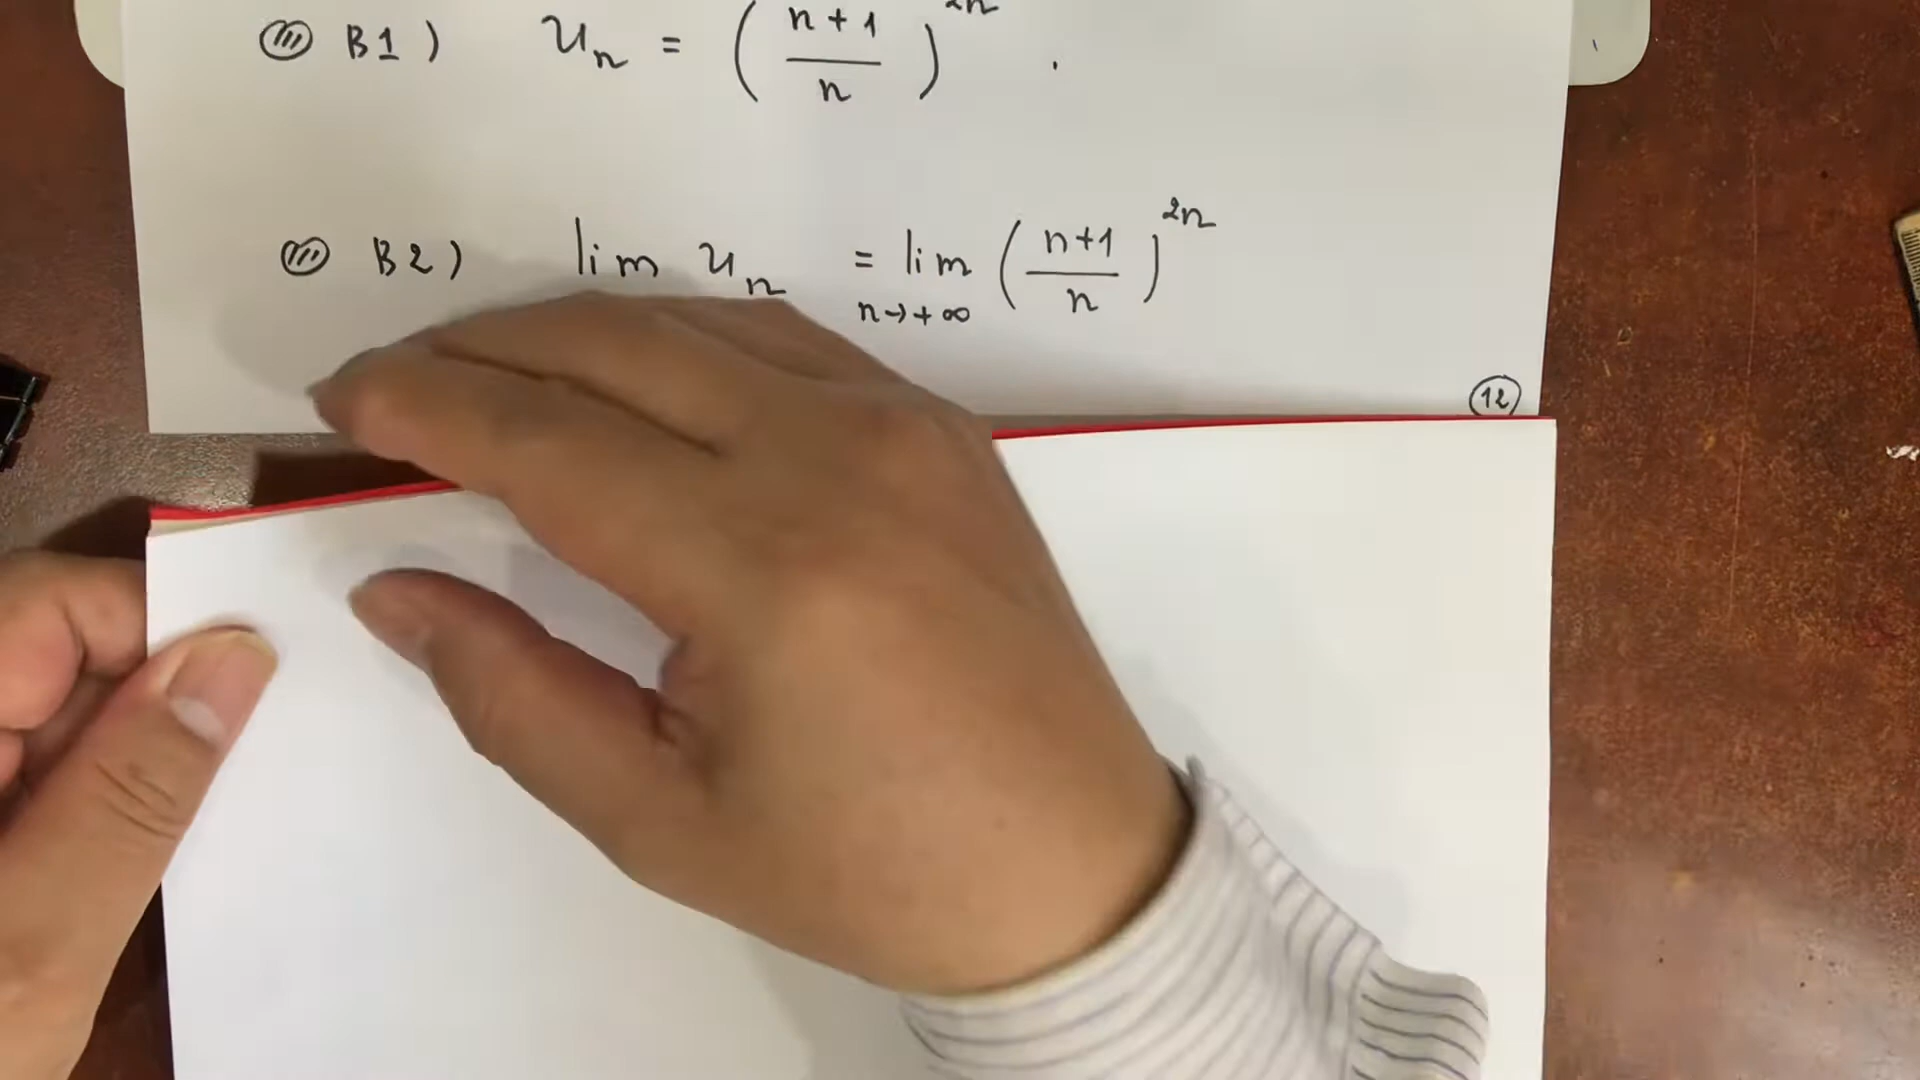 B1) u_n = ( (n+1) / n )^{2n} .
B2) lim u_n = lim_{n→+∞} ( (n+1) / n )^{2n}
12